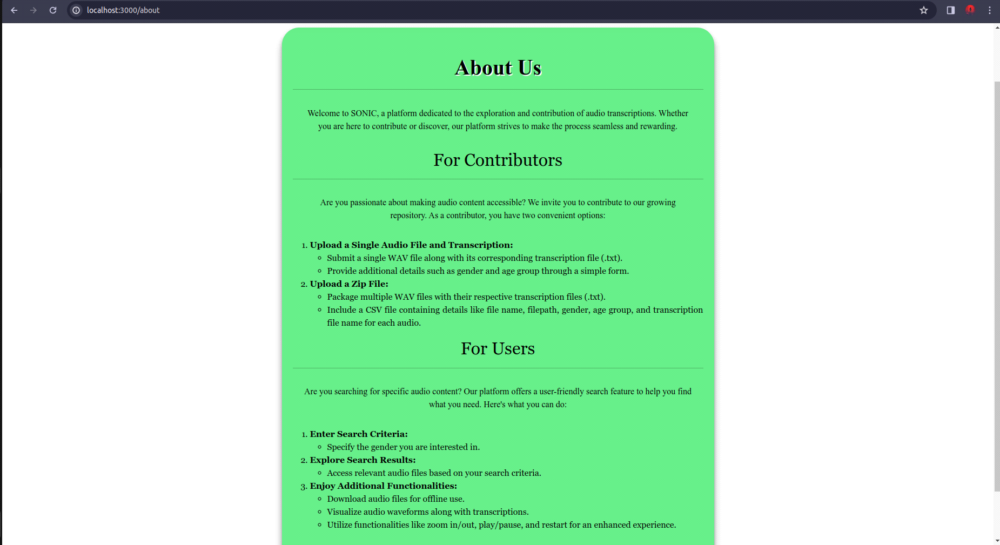 localhost:3000/about
About Us
Welcome to SONIC, a platform dedicated to the exploration and contribution of audio transcriptions. Whether
you are here to contribute or discover, our platform strives to make the process seamless and rewarding.
For Contributors
Are you passionate about making audio content accessible? We invite you to contribute to our growing
repository. As a contributor, you have two convenient options:
1. Upload a Single Audio File and Transcription:
Submit a single WAV file along with its corresponding transcription file (.txt).
Provide additional details such as gender and age group through a simple form.
2. Upload a Zip File:
Package multiple WAV files with their respective transcription files (.txt).
Include a CSV file containing details like file name, filepath, gender, age group, and transcription
file name for each audio.
For Users
Are you searching for specific audio content? Our platform offers a user-friendly search feature to help you find
what you need. Here's what you can do:
1. Enter Search Criteria:
Specify the gender you are interested in.
2. Explore Search Results:
Access relevant audio files based on your search criteria.
3. Enjoy Additional Functionalities:
Download audio files for offline use.
Visualize audio waveforms along with transcriptions.
Utilize functionalities like zoom in/out, play/pause, and restart for an enhanced experience.